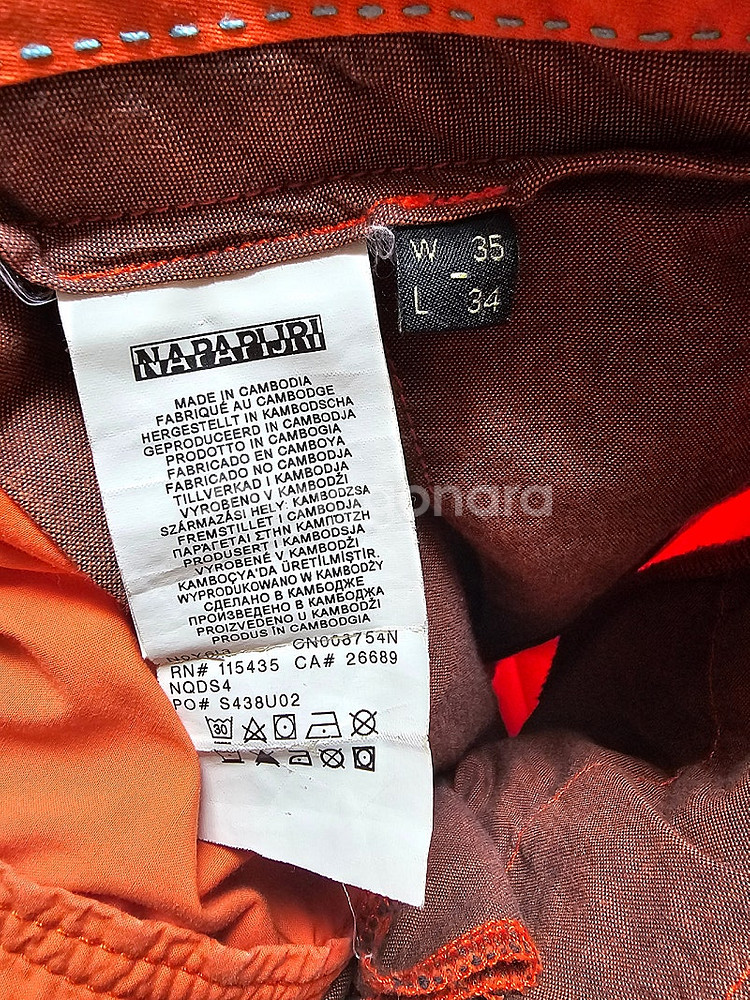 W 35
L 34
NAPAPIJRI
MADE IN CAMBODIA
FABRIQUÉ AU CAMBODGE
HERGESTELLT IN KAMBODSCHA
GEPRODUCEERD IN CAMBODJA
PRODOTTO IN CAMBOGIA
FABRICADO EN CAMBOYA
FABRICADO NO CAMBOJA
TILLVERKAD I KAMBODJA
VYROBENO V KAMBODŽI
SZÁRMAZÁSI HELY: KAMBODZSA
FREMSTILLET I CAMBODJA
ΠΑΡΑΓΕΤΑΙ ΣΤΗΝ ΚΑΜΠΟΤΖΗ
PRODUSERT I KAMBODSJA
VYROBENÉ V KAMBODŽI
KAMBOÇYA'DA ÜRETİLMİŞTİR.
WYPRODUKOWANO W KAMBODŻY
СДЕЛАНО В КАМБОДЖЕ
ПРОИЗВЕДЕНО В КАМБОДЖА
PROIZVEDENO U KAMBODŽI
PRODUS IN CAMBODGIA
CN003754N
RN# 115435 CA# 26689
NQDS4
PO# S438U02
30